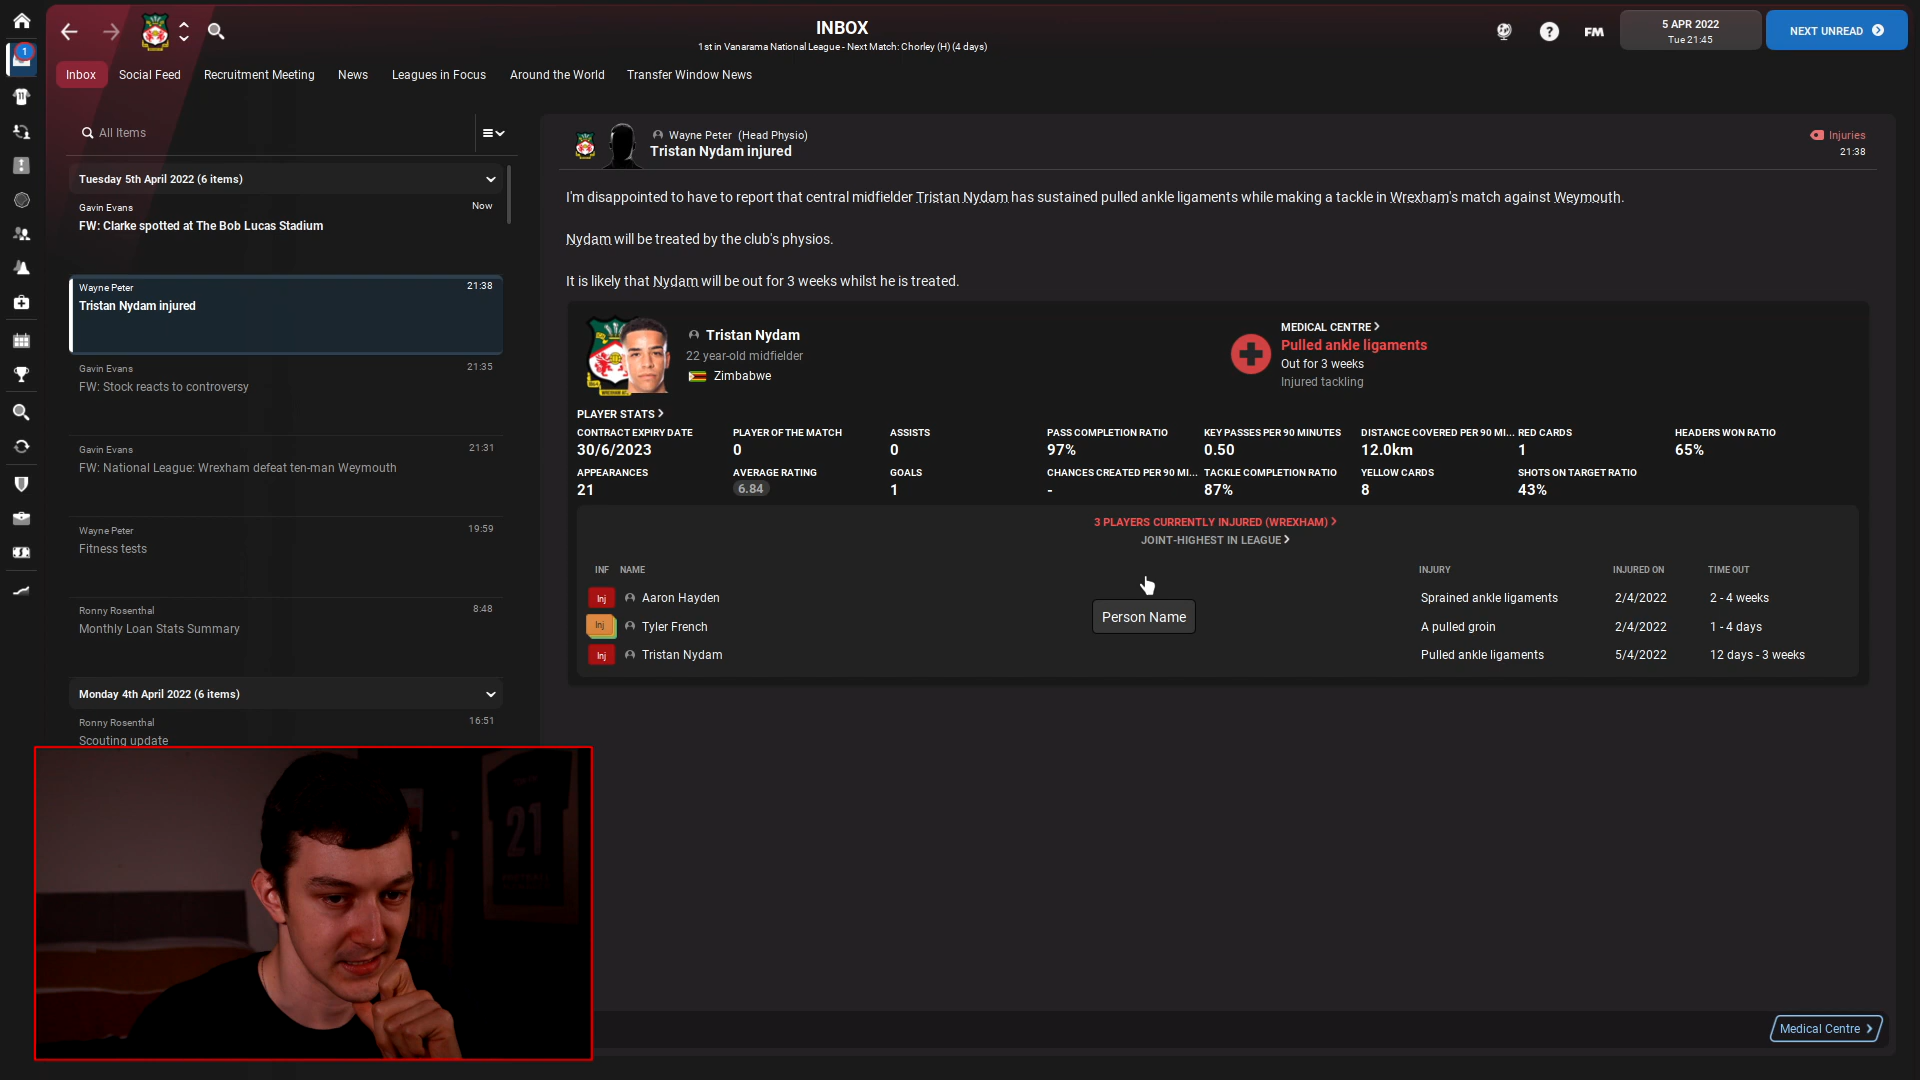 INBOX
1st in Vanarama National League - Next Match: Chorley (H) (4 days)
FM
5 APR 2022
Tue 21:45
NEXT UNREAD
1
Inbox
Social Feed
Recruitment Meeting
News
Leagues in Focus
Around the World
Transfer Window News
All Items
Tuesday 5th April 2022 (6 items)
Gavin Evans
Now
FW: Clarke spotted at The Bob Lucas Stadium
Wayne Peter
21:38
Tristan Nydam injured
Gavin Evans
21:35
FW: Stock reacts to controversy
Gavin Evans
21:31
FW: National League: Wrexham defeat ten-man Weymouth
Wayne Peter
19:59
Fitness tests
Ronny Rosenthal
8:48
Monthly Loan Stats Summary
Monday 4th April 2022 (6 items)
Ronny Rosenthal
16:51
Scouting update
Wayne Peter (Head Physio)
Tristan Nydam injured
Injuries
21:38
I'm disappointed to have to report that central midfielder Tristan Nydam has sustained pulled ankle ligaments while making a tackle in Wrexham's match against Weymouth.
Nydam will be treated by the club's physios.
It is likely that Nydam will be out for 3 weeks whilst he is treated.
Tristan Nydam
22 year-old midfielder
Zimbabwe
MEDICAL CENTRE
Pulled ankle ligaments
Out for 3 weeks
Injured tackling
PLAYER STATS
CONTRACT EXPIRY DATE
30/6/2023
PLAYER OF THE MATCH
0
ASSISTS
0
PASS COMPLETION RATIO
97%
KEY PASSES PER 90 MINUTES
0.50
DISTANCE COVERED PER 90 MI...
12.0km
RED CARDS
1
HEADERS WON RATIO
65%
APPEARANCES
21
AVERAGE RATING
6.84
GOALS
1
CHANCES CREATED PER 90 MI...
-
TACKLE COMPLETION RATIO
87%
YELLOW CARDS
8
SHOTS ON TARGET RATIO
43%
3 PLAYERS CURRENTLY INJURED (WREXHAM)
JOINT-HIGHEST IN LEAGUE
INF NAME INJURY INJURED ON TIME OUT
Inj Aaron Hayden Sprained ankle ligaments 2/4/2022 2 - 4 weeks
Inj Tyler French A pulled groin 2/4/2022 1 - 4 days
Inj Tristan Nydam Pulled ankle ligaments 5/4/2022 12 days - 3 weeks
Person Name
21
Medical Centre